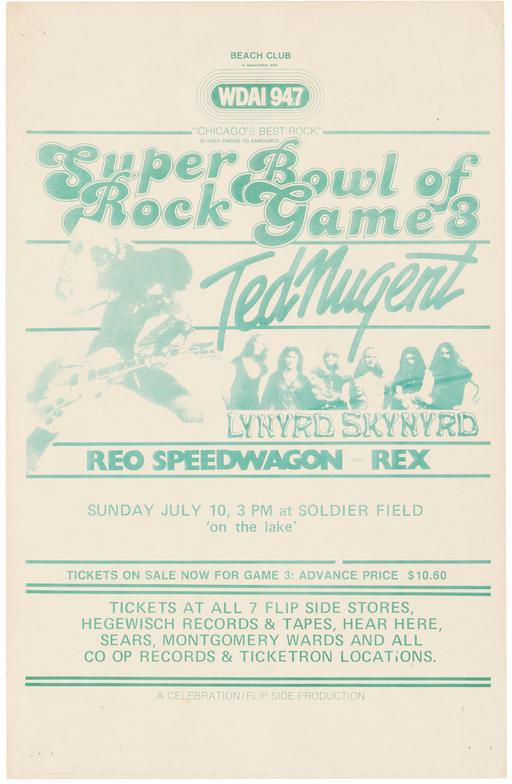 BEACH CLUB
in association with
WDAI 94.7
"CHICAGO'S BEST ROCK"
IS VERY PROUD TO ANNOUNCE
Super Bowl of
Rock Game 3
Ted Nugent
LYNYRD SKYNYRD
REO SPEEDWAGON AND REX
SUNDAY JULY 10, 3 PM at SOLDIER FIELD
'on the lake'
TICKETS ON SALE NOW FOR GAME 3: ADVANCE PRICE $10.60
TICKETS AT ALL 7 FLIP SIDE STORES,
HEGEWISCH RECORDS & TAPES, HEAR HERE,
SEARS, MONTGOMERY WARDS AND ALL
CO OP RECORDS & TICKETRON LOCATIONS.
A CELEBRATION/FLIP SIDE PRODUCTION